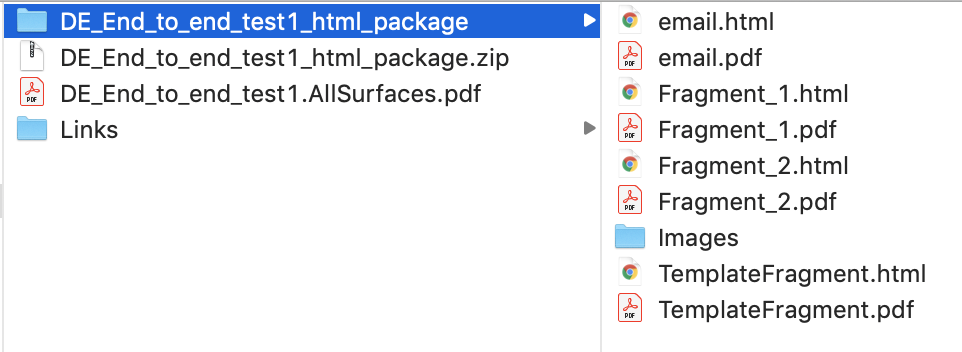 DE_End_to_end_test1_html_package
DE_End_to_end_test1_html_package.zip
DE_End_to_end_test1.AllSurfaces.pdf
Links
email.html
email.pdf
Fragment_1.html
Fragment_1.pdf
Fragment_2.html
Fragment_2.pdf
Images
TemplateFragment.html
TemplateFragment.pdf